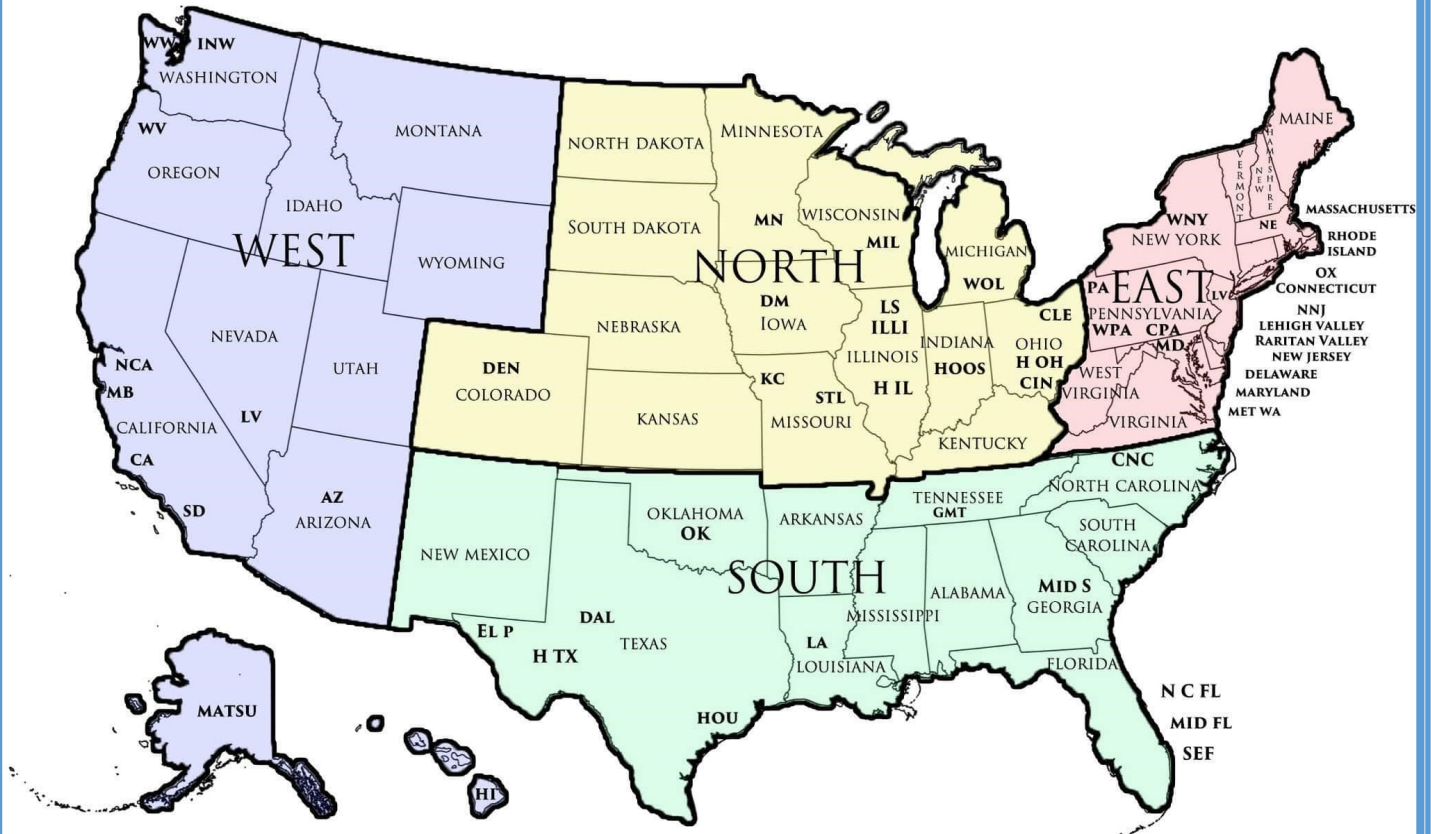 WW
INW
WASHINGTON
WV
OREGON
IDAHO
MONTANA
WYOMING
WEST
NEVADA
UTAH
NCA
MB
CALIFORNIA
LV
CA
SD
AZ
ARIZONA
MATSU
HI
NORTH DAKOTA
MINNESOTA
SOUTH DAKOTA
MN
WISCONSIN
MIL
NORTH
MICHIGAN
WOL
NEBRASKA
DM
IOWA
LS
ILLI
ILLINOIS
H IL
INDIANA
HOOS
CLE
OHIO
H OH
CIN
DEN
COLORADO
KANSAS
KC
STL
MISSOURI
KENTUCKY
MAINE
VERMONT
NEW
HAMPSHIRE
WNY
NEW YORK
NE
MASSACHUSETTS
RHODE
ISLAND
OX
CONNECTICUT
PA
EAST
LV
PENNSYLVANIA
WPA CPA
MD
NNJ
LEHIGH VALLEY
RARITAN VALLEY
NEW JERSEY
DELAWARE
MARYLAND
MET WA
WEST
VIRGINIA
VIRGINIA
CNC
NORTH CAROLINA
TENNESSEE
GMT
SOUTH
CAROLINA
OKLAHOMA
OK
ARKANSAS
NEW MEXICO
SOUTH
MISSISSIPPI
ALABAMA
MID S
GEORGIA
EL P
DAL
H TX
TEXAS
LA
LOUISIANA
HOU
FLORIDA
N C FL
MID FL
SEF